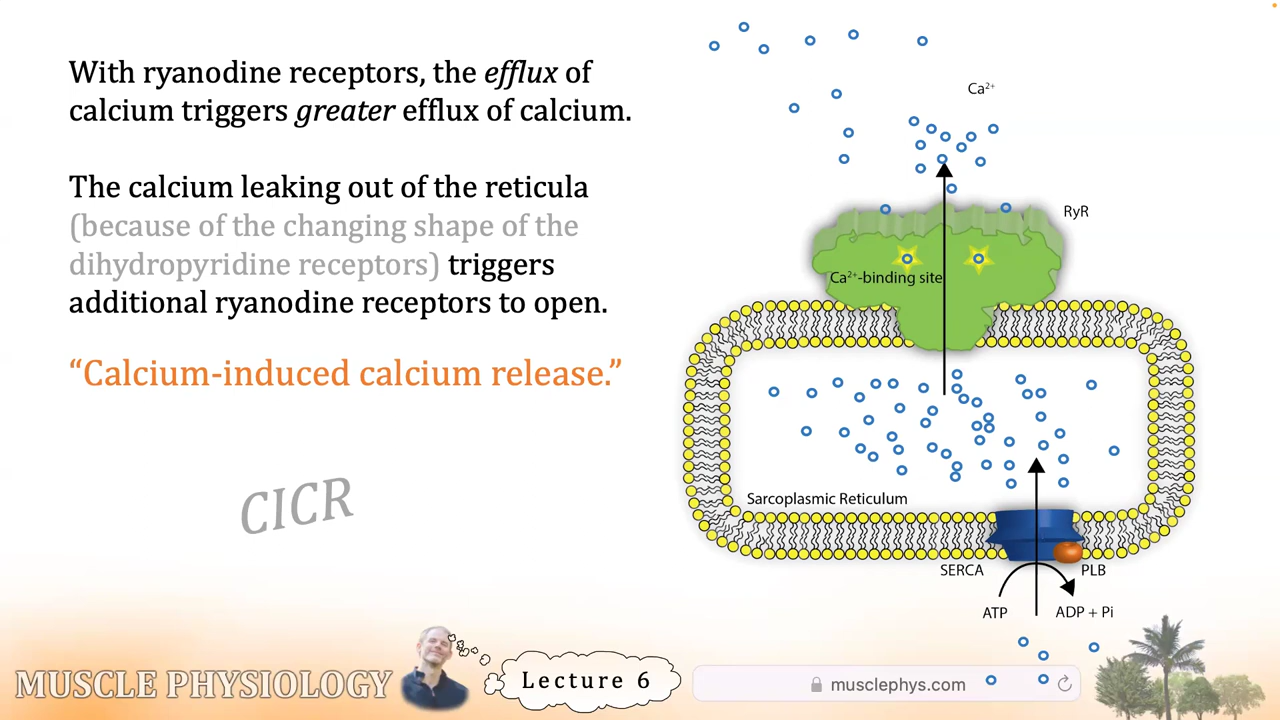 With ryanodine receptors, the efflux of
calcium triggers greater efflux of calcium.
The calcium leaking out of the reticula
(because of the changing shape of the
dihydropyridine receptors) triggers
additional ryanodine receptors to open.
“Calcium-induced calcium release.”
CICR
Ca²⁺
RyR
Ca²⁺-binding site
Sarcoplasmic Reticulum
SERCA
PLB
ATP
ADP + Pi
MUSCLE PHYSIOLOGY
Lecture 6
musclephys.com